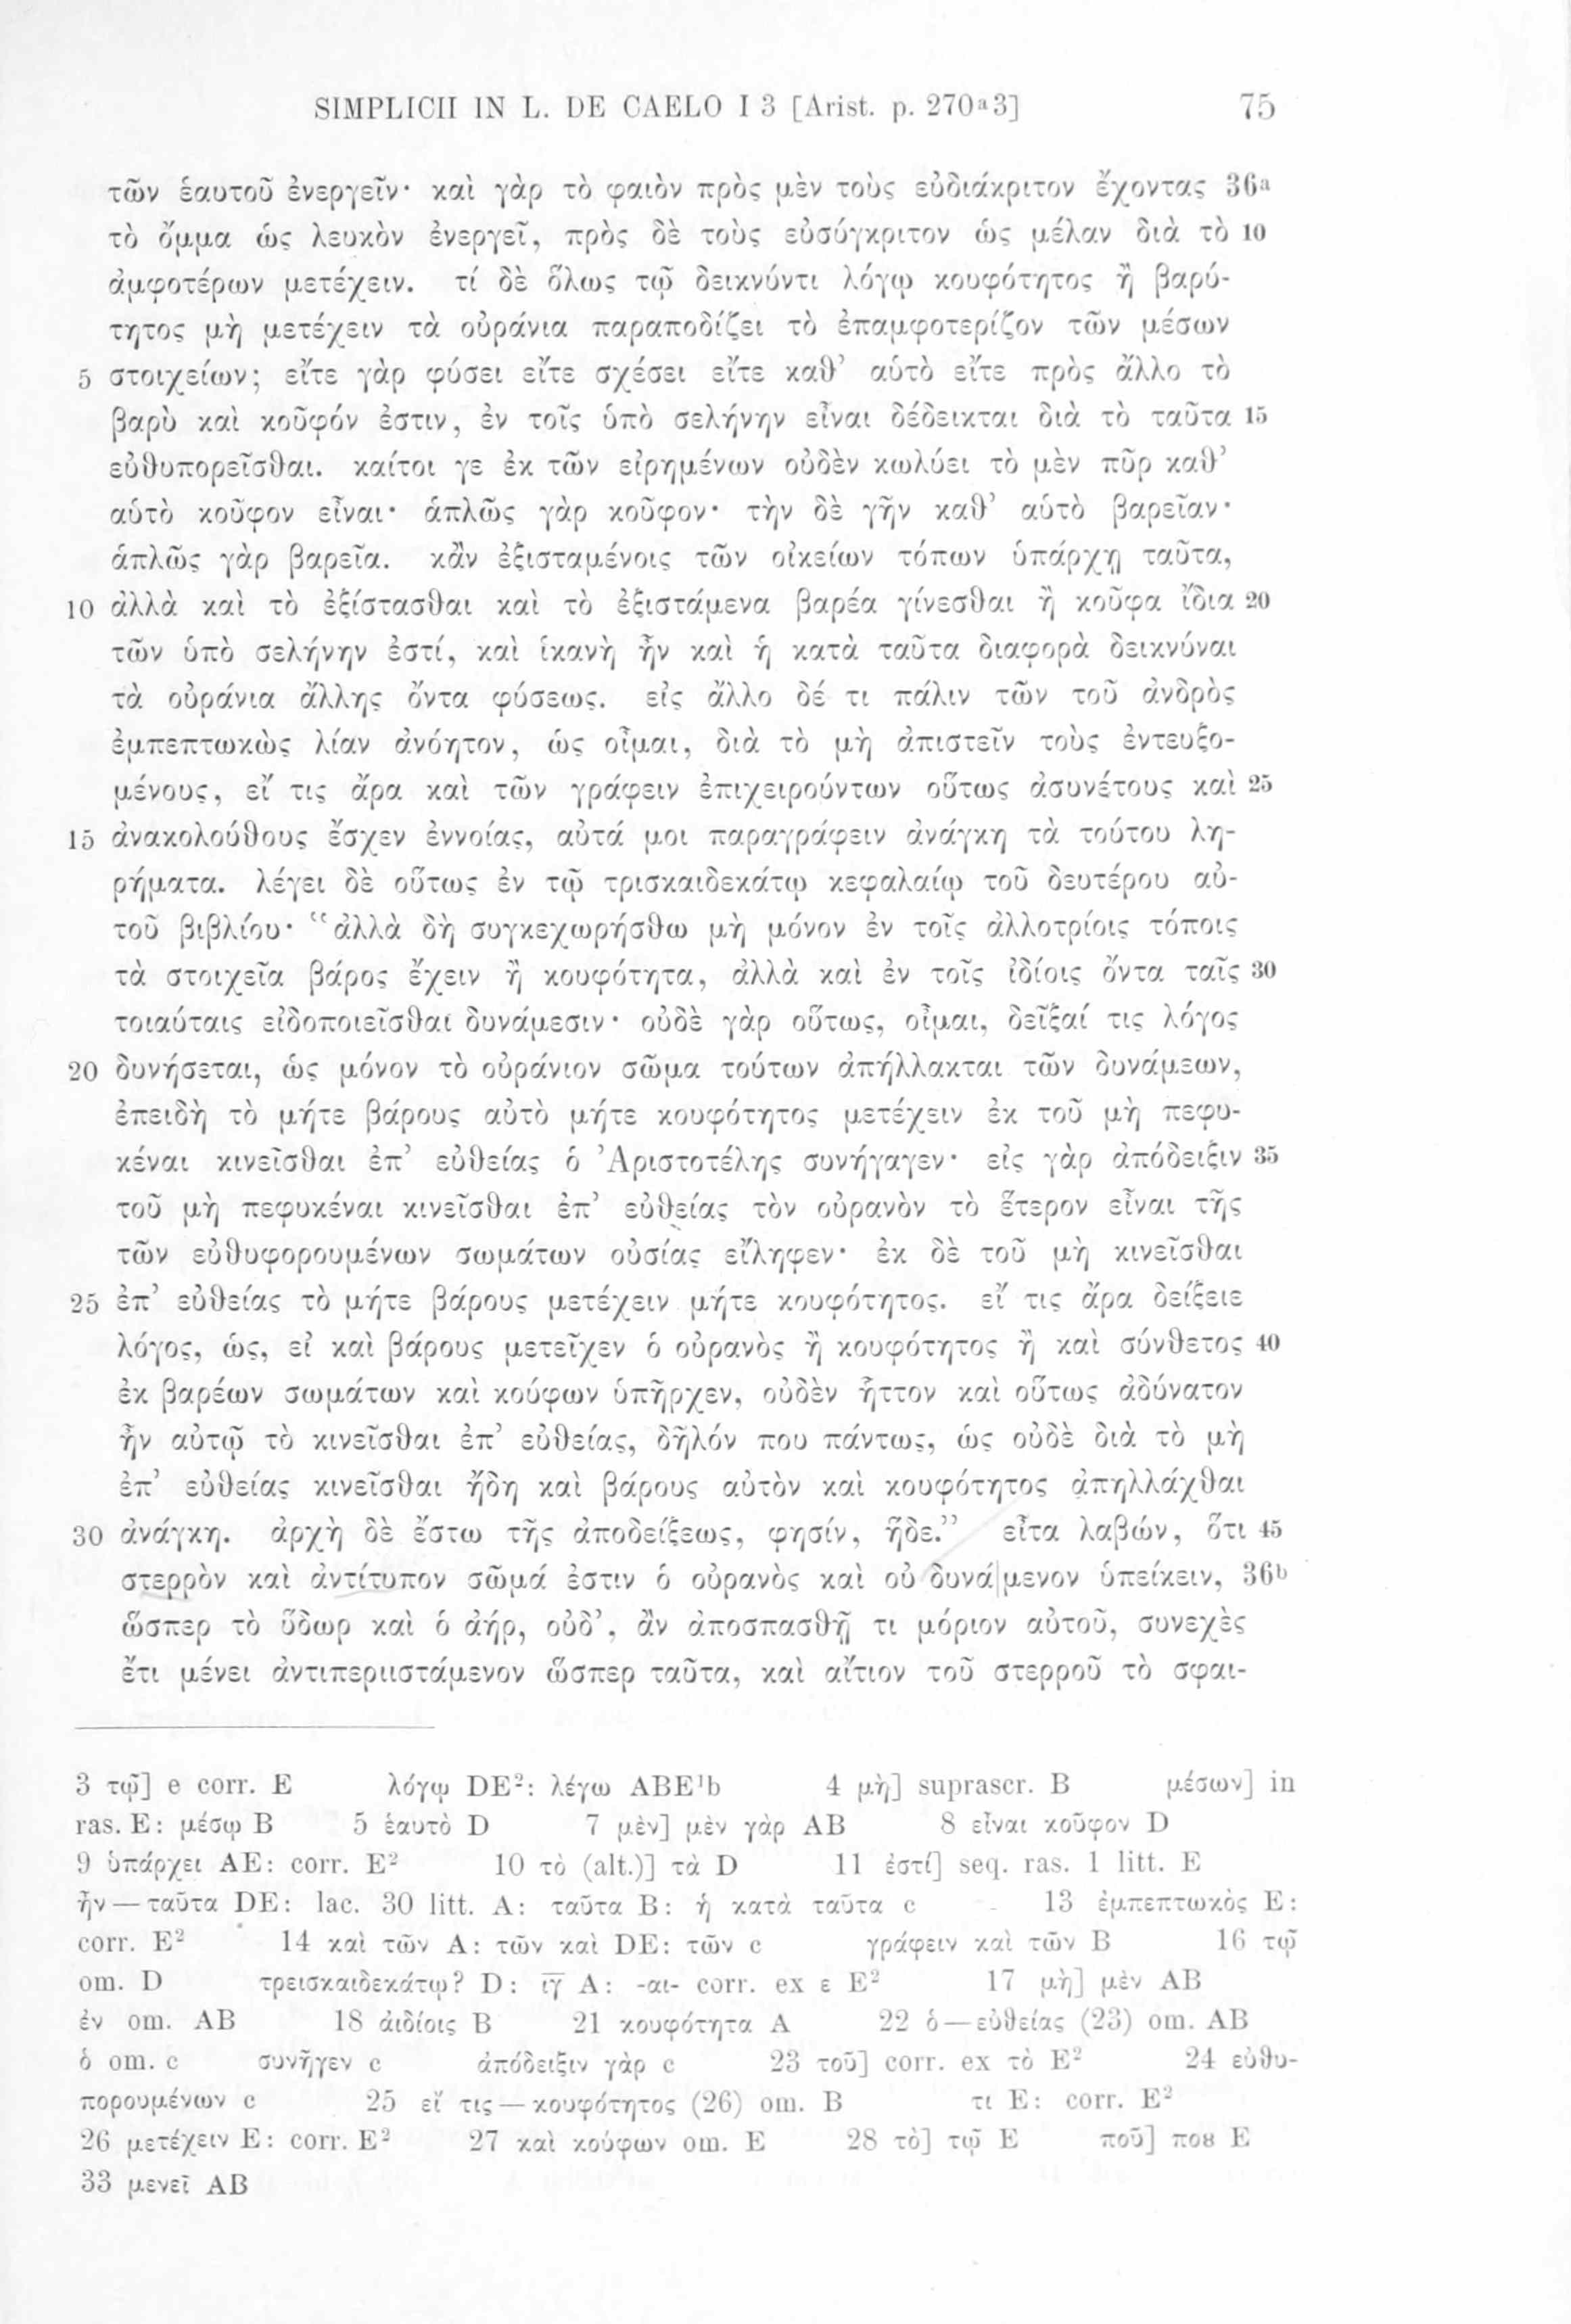 SIMPLICII IN L. DE CAELO I 3 [Arist. p. 270ᵃ3] 75
τῶν ἑαυτοῦ ἐνεργεῖν· καὶ γὰρ τὸ φαιὸν πρὸς μὲν τοὺς εὐδιάκριτον ἔχοντας 36ᵃ
τὸ ὄμμα ὡς λευκὸν ἐνεργεῖ, πρὸς δὲ τοὺς εὐσύγκριτον ὡς μέλαν διὰ τὸ 10
ἀμφοτέρων μετέχειν. τί δὲ ὅλως τῷ δεικνύντι λόγῳ κουφότητος ἢ βαρύ-
τητος μὴ μετέχειν τὰ οὐράνια παραποδίζει τὸ ἐπαμφοτερίζον τῶν μέσων
5 στοιχείων; εἴτε γὰρ φύσει εἴτε σχέσει εἴτε καθ’ αὑτὸ εἴτε πρὸς ἄλλο τὸ
βαρὺ καὶ κοῦφόν ἐστιν, ἐν τοῖς ὑπὸ σελήνην εἶναι δέδεικται διὰ τὸ ταῦτα 15
εὐθυπορεῖσθαι. καίτοι γε ἐκ τῶν εἰρημένων οὐδὲν κωλύει τὸ μὲν πῦρ καθ’
αὑτὸ κοῦφον εἶναι· ἁπλῶς γὰρ κοῦφον· τὴν δὲ γῆν καθ’ αὑτὸ βαρεῖαν·
ἁπλῶς γὰρ βαρεῖα. κἂν ἐξισταμένοις τῶν οἰκείων τόπων ὑπάρχῃ ταῦτα,
10 ἀλλὰ καὶ τὸ ἐξίστασθαι καὶ τὸ ἐξιστάμενα βαρέα γίνεσθαι ἢ κοῦφα ἴδια 20
τῶν ὑπὸ σελήνην ἐστί, καὶ ἱκανὴ ἦν καὶ ἡ κατὰ ταῦτα διαφορὰ δεικνύναι
τὰ οὐράνια ἄλλης ὄντα φύσεως. εἰς ἄλλο δέ τι πάλιν τῶν τοῦ ἀνδρὸς
ἐμπεπτωκὼς λίαν ἀνόητον, ὡς οἶμαι, διὰ τὸ μὴ ἀπιστεῖν τοὺς ἐντευξο-
μένους, εἴ τις ἄρα καὶ τῶν γράφειν ἐπιχειρούντων οὕτως ἀσυνέτους καὶ 25
15 ἀνακολούθους ἔσχεν ἐννοίας, αὐτά μοι παραγράφειν ἀνάγκη τὰ τούτου λη-
ρήματα. λέγει δὲ οὕτως ἐν τῷ τρισκαιδεκάτῳ κεφαλαίῳ τοῦ δευτέρου αὐ-
τοῦ βιβλίου· “ἀλλὰ δὴ συγκεχωρήσθω μὴ μόνον ἐν τοῖς ἀλλοτρίοις τόποις
τὰ στοιχεῖα βάρος ἔχειν ἢ κουφότητα, ἀλλὰ καὶ ἐν τοῖς ἰδίοις ὄντα ταῖς 30
τοιαύταις εἰδοποιεῖσθαι δυνάμεσιν· οὐδὲ γὰρ οὕτως, οἶμαι, δεῖξαί τις λόγος
20 δυνήσεται, ὡς μόνον τὸ οὐράνιον σῶμα τούτων ἀπήλλακται τῶν δυνάμεων,
ἐπειδὴ τὸ μήτε βάρους αὐτὸ μήτε κουφότητος μετέχειν ἐκ τοῦ μὴ πεφυ-
κέναι κινεῖσθαι ἐπ’ εὐθείας ὁ Ἀριστοτέλης συνήγαγεν· εἰς γὰρ ἀπόδειξιν 35
τοῦ μὴ πεφυκέναι κινεῖσθαι ἐπ’ εὐθείας τὸν οὐρανὸν τὸ ἕτερον εἶναι τῆς
τῶν εὐθυφορουμένων σωμάτων οὐσίας εἴληφεν· ἐκ δὲ τοῦ μὴ κινεῖσθαι
25 ἐπ’ εὐθείας τὸ μήτε βάρους μετέχειν μήτε κουφότητος. εἴ τις ἄρα δείξειε
λόγος, ὡς, εἰ καὶ βάρους μετεῖχεν ὁ οὐρανὸς ἢ κουφότητος ἢ καὶ σύνθετος 40
ἐκ βαρέων σωμάτων καὶ κούφων ὑπῆρχεν, οὐδὲν ἧττον καὶ οὕτως ἀδύνατον
ἦν αὐτῷ τὸ κινεῖσθαι ἐπ’ εὐθείας, δῆλόν που πάντως, ὡς οὐδὲ διὰ τὸ μὴ
ἐπ’ εὐθείας κινεῖσθαι ἤδη καὶ βάρους αὐτὸν καὶ κουφότητος ἀπηλλάχθαι
30 ἀνάγκη. ἀρχὴ δὲ ἔστω τῆς ἀποδείξεως, φησίν, ἥδε.” εἶτα λαβών, ὅτι 45
στερρὸν καὶ ἀντίτυπον σῶμά ἐστιν ὁ οὐρανὸς καὶ οὐ δυνά|μενον ὑπείκειν, 36ᵇ
ὥσπερ τὸ ὕδωρ καὶ ὁ ἀήρ, οὐδ’, ἂν ἀποσπασθῇ τι μόριον αὐτοῦ, συνεχὲς
ἔτι μένει ἀντιπεριιστάμενον ὥσπερ ταῦτα, καὶ αἴτιον τοῦ στερροῦ τὸ σφαι-
3 τῷ] e corr. E λόγῳ DE²: λέγω ABE¹b 4 μὴ] suprascr. B μέσων] in
ras. E: μέσῳ B 5 ἑαυτὸ D 7 μὲν] μὲν γὰρ AB 8 εἶναι κοῦφον D
9 ὑπάρχει AE: corr. E² 10 τὸ (alt.)] τὰ D 11 ἐστί] seq. ras. 1 litt. E
ἦν — ταῦτα DE: lac. 30 litt. A: ταῦτα B: ἡ κατὰ ταῦτα c 13 ἐμπεπτωκὸς E:
corr. E² 14 καὶ τῶν A: τῶν καὶ DE: τῶν c γράφειν καὶ τῶν B 16 τῷ
om. D τρεισκαιδεκάτῳ? D: ιγ̅ A: -αι- corr. ex ε E² 17 μὴ] μὲν AB
ἐν om. AB 18 ἀιδίοις B 21 κουφότητα A 22 ὁ — εὐθείας (23) om. AB
ὁ om. c συνῆγεν c ἀπόδειξιν γὰρ c 23 τοῦ] corr. ex τὸ E² 24 εὐθυ-
πορουμένων c 25 εἴ τις — κουφότητος (26) om. B τι E: corr. E²
26 μετέχειν E: corr. E² 27 καὶ κούφων om. E 28 τὸ] τῷ E ποῦ] που E
33 μενεῖ AB